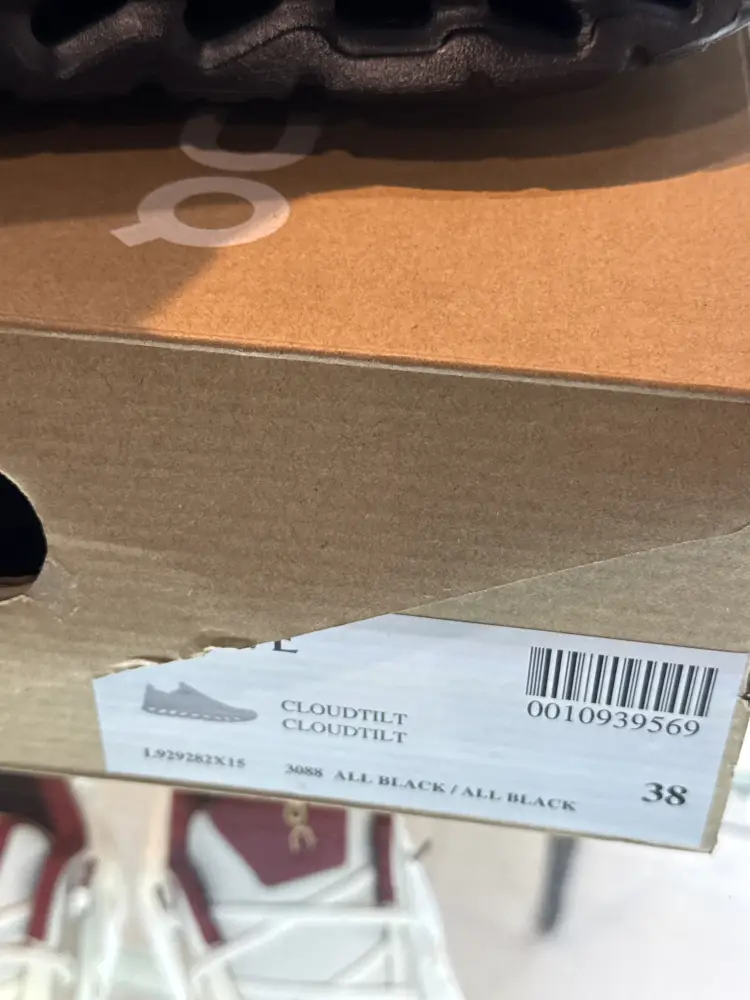 CLOUDTILT
CLOUDTILT
L929282X15 3088 ALL BLACK / ALL BLACK
0010939569
38